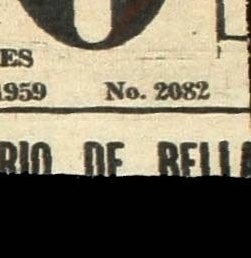 ES
1959 No. 2082
RIO DE BELLA